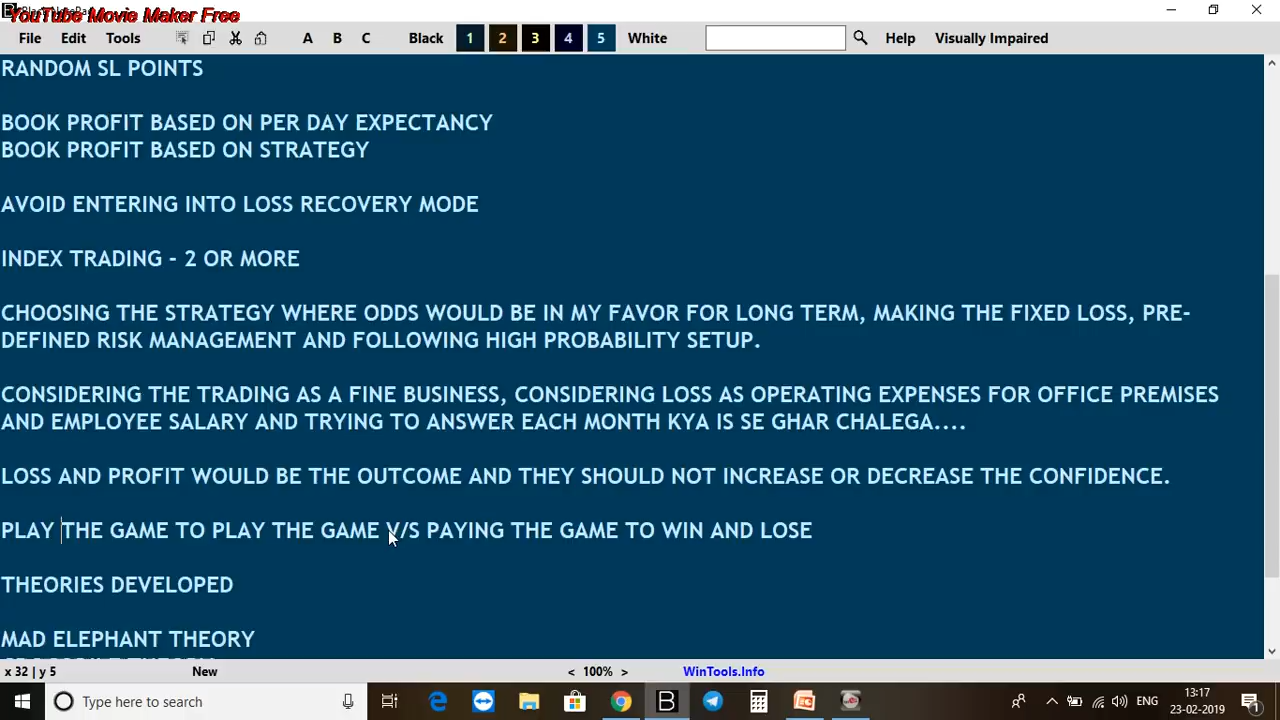 YouTube Movie Maker Free
File Edit Tools A B C Black 1 2 3 4 5 White Help Visually Impaired
RANDOM SL POINTS
BOOK PROFIT BASED ON PER DAY EXPECTANCY
BOOK PROFIT BASED ON STRATEGY
AVOID ENTERING INTO LOSS RECOVERY MODE
INDEX TRADING - 2 OR MORE
CHOOSING THE STRATEGY WHERE ODDS WOULD BE IN MY FAVOR FOR LONG TERM, MAKING THE FIXED LOSS, PRE-
DEFINED RISK MANAGEMENT AND FOLLOWING HIGH PROBABILITY SETUP.
CONSIDERING THE TRADING AS A FINE BUSINESS, CONSIDERING LOSS AS OPERATING EXPENSES FOR OFFICE PREMISES
AND EMPLOYEE SALARY AND TRYING TO ANSWER EACH MONTH KYA IS SE GHAR CHALEGA....
LOSS AND PROFIT WOULD BE THE OUTCOME AND THEY SHOULD NOT INCREASE OR DECREASE THE CONFIDENCE.
PLAY THE GAME TO PLAY THE GAME V/S PAYING THE GAME TO WIN AND LOSE
THEORIES DEVELOPED
MAD ELEPHANT THEORY
x 32 | y 5 New < 100% > WinTools.Info
Type here to search
ENG
13:17
23-02-2019